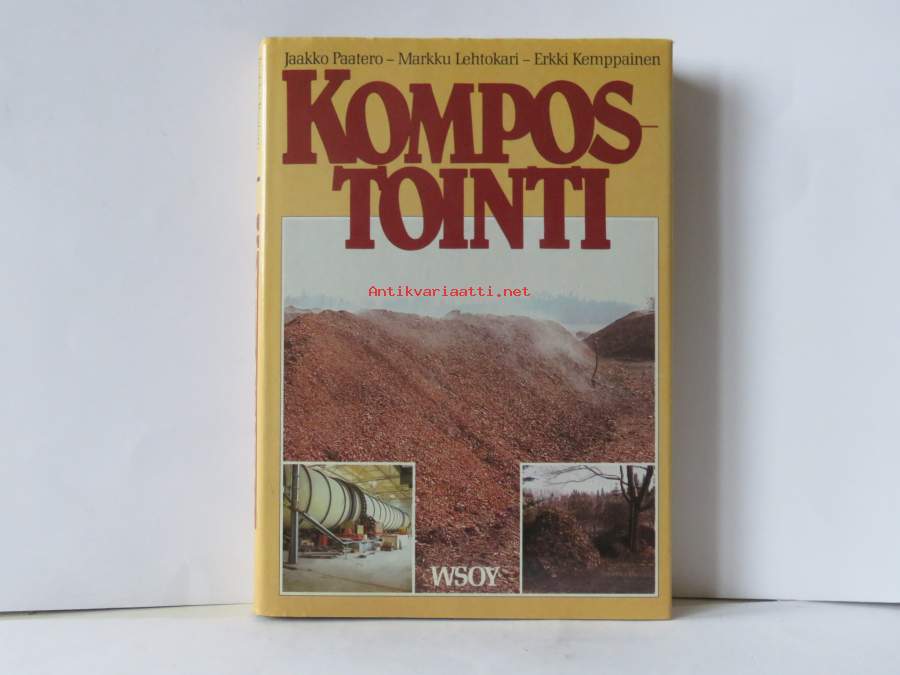 Jaakko Paatero – Markku Lehtokari – Erkki Kemppainen
KOMPOS-
TOINTI
Antikvariaatti.net
WSOY